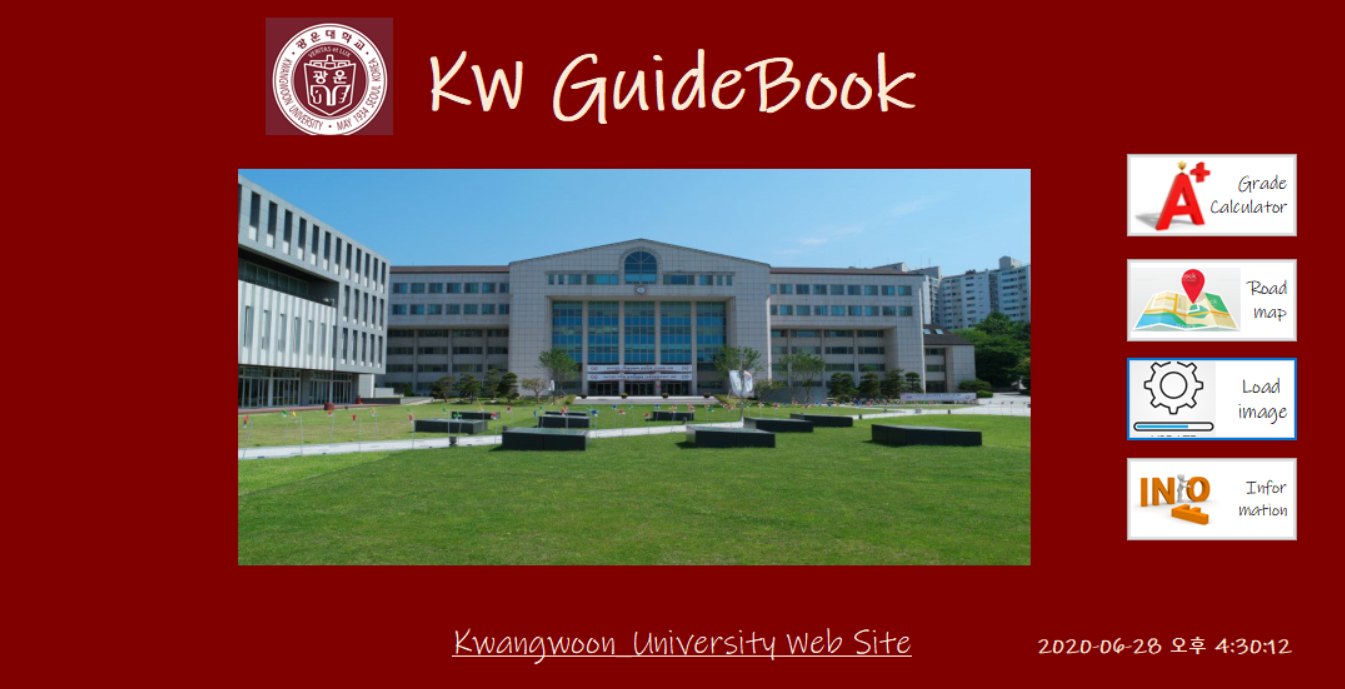 광운대학교
VERITAS et LUX
광운
KWANGWOON UNIVERSITY • MAY 1934 SEOUL KOREA
KW GuideBook
A+
Grade
Calculator
Road
map
Load
image
INFO
Infor
mation
Kwangwoon University Web Site
2020-06-28 오후 4:30:12